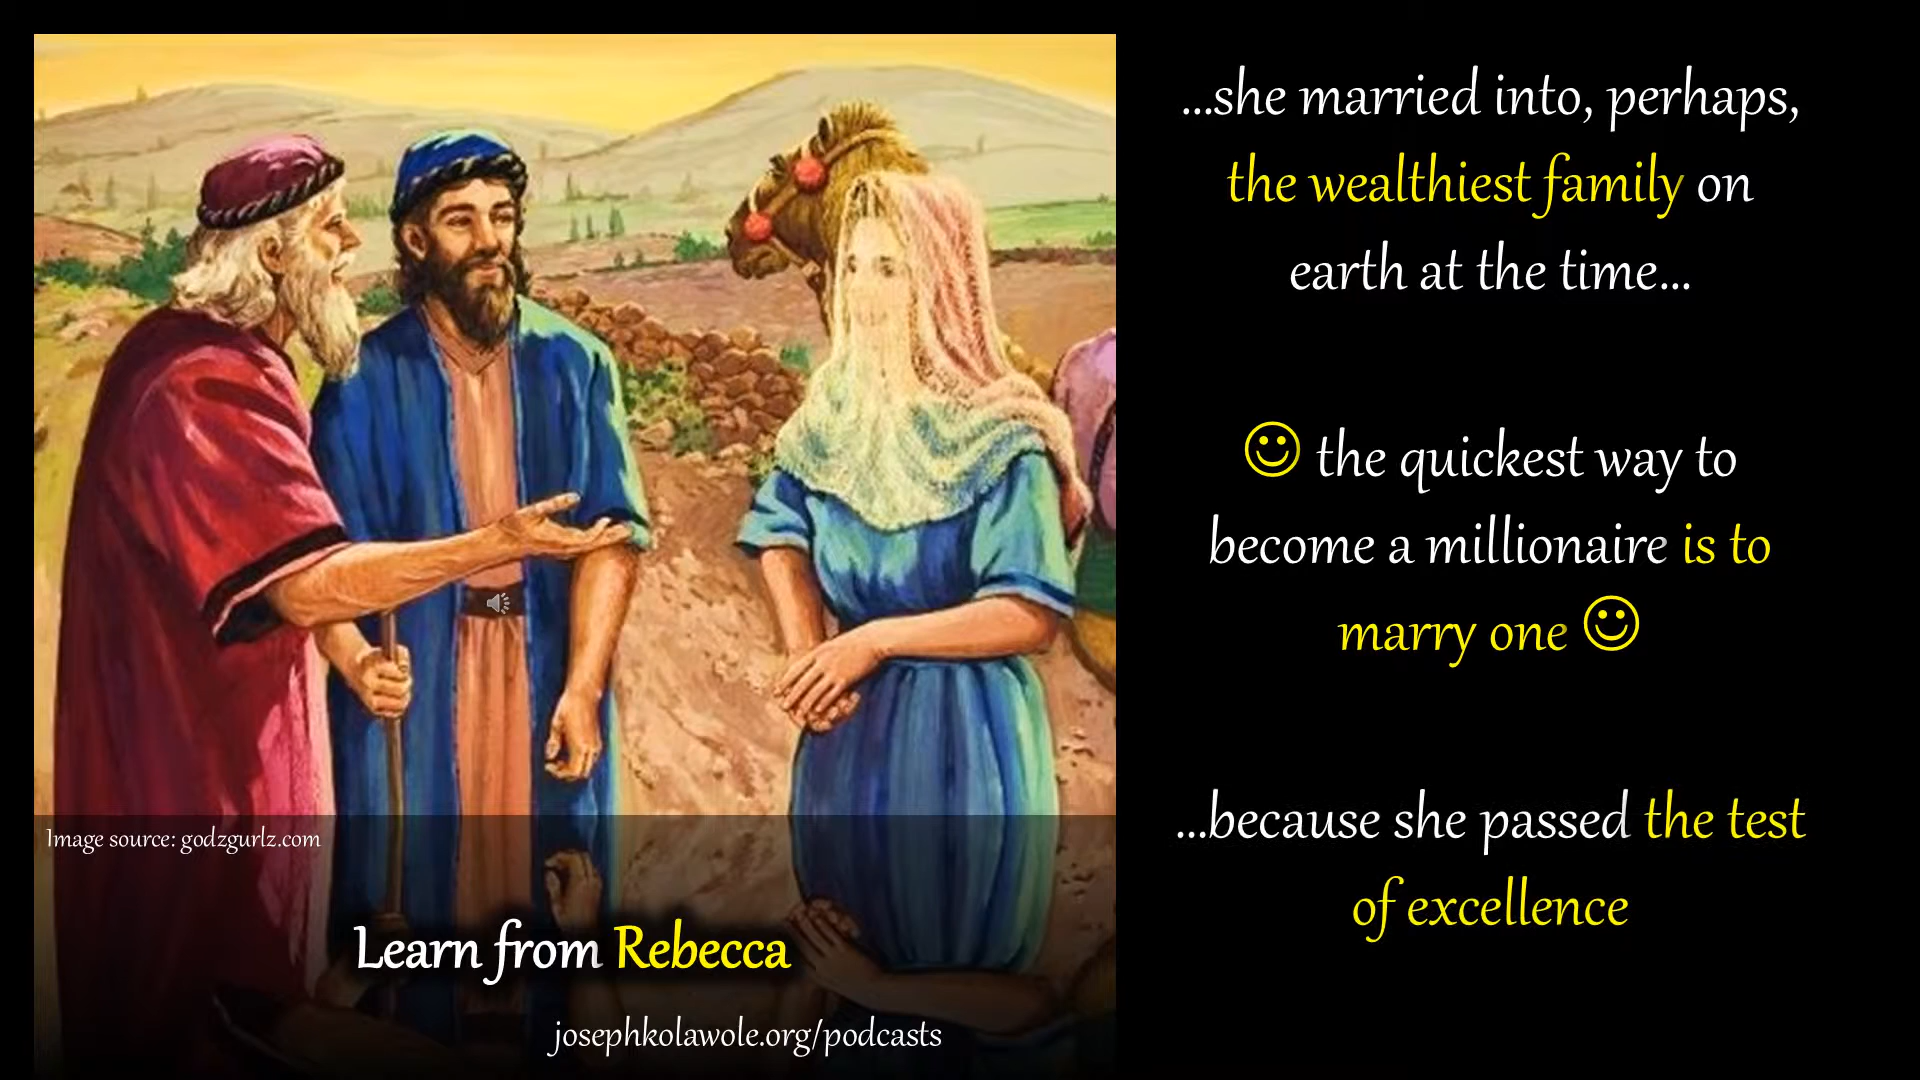 ...she married into, perhaps,
the wealthiest family on
earth at the time...
☺ the quickest way to
become a millionaire is to
marry one ☺
...because she passed the test
of excellence
Image source: godzgurlz.com
Learn from Rebecca
josephkolawole.org/podcasts